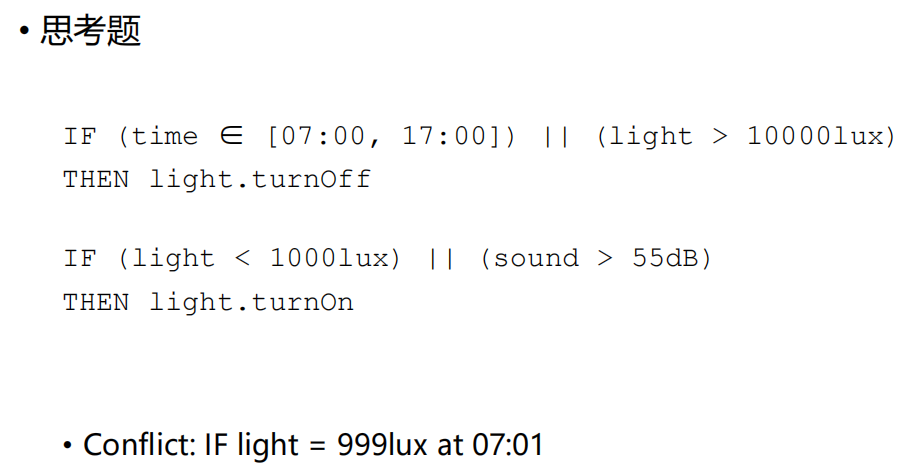 • 思考题
IF (time ∈ [07:00, 17:00]) || (light > 10000lux)
THEN light.turnOff
IF (light < 1000lux) || (sound > 55dB)
THEN light.turnOn
• Conflict: IF light = 999lux at 07:01